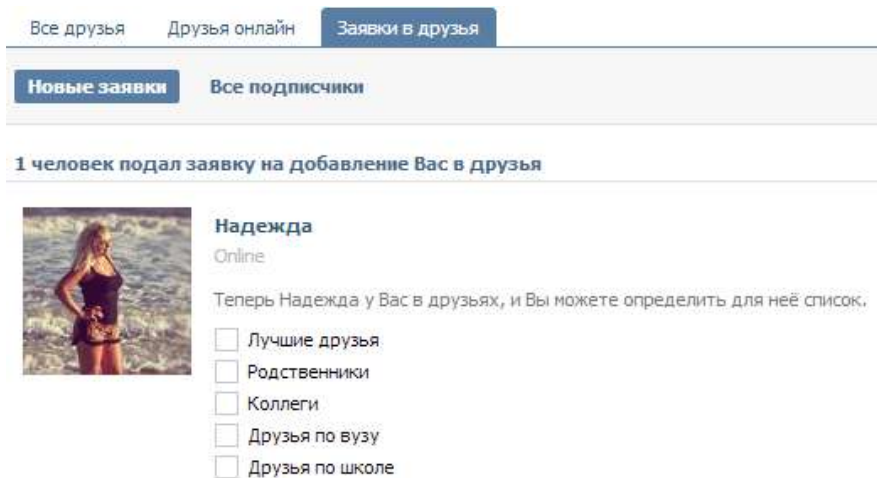 Все друзья Друзья онлайн Заявки в друзья
Новые заявки Все подписчики
1 человек подал заявку на добавление Вас в друзья
Надежда
Online
Теперь Надежда у Вас в друзьях, и Вы можете определить для неё список.
Лучшие друзья
Родственники
Коллеги
Друзья по вузу
Друзья по школе